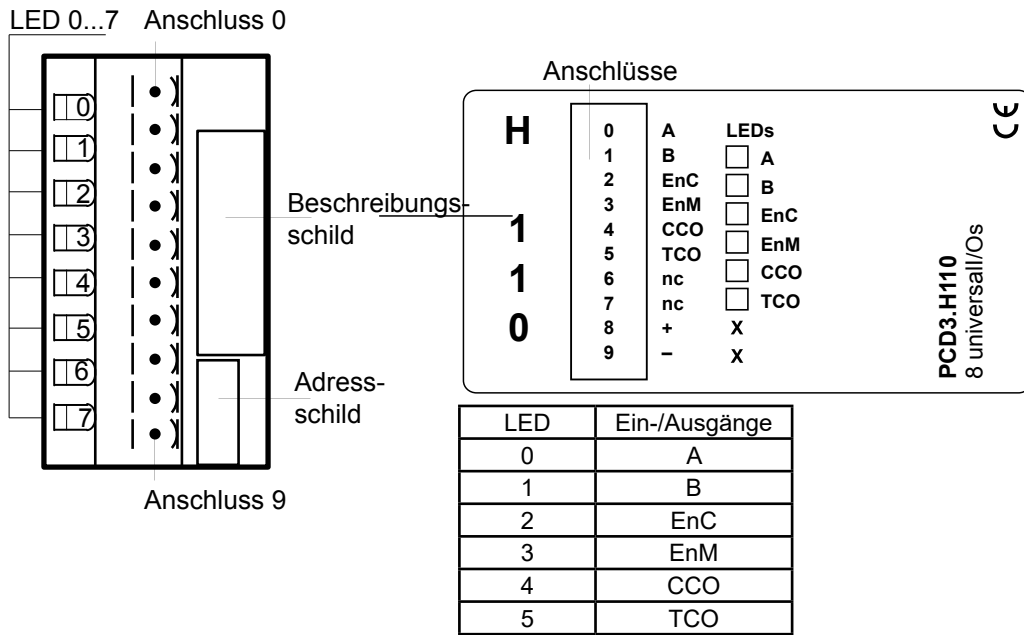 LED 0...7 Anschluss 0
0
1
2
3
4
5
6
7
Beschreibungs-
schild
Adress-
schild
Anschluss 9
Anschlüsse
H
1
1
0
0 A LEDs
1 B A
2 EnC B
3 EnM EnC
4 CCO EnM
5 TCO CCO
6 nc TCO
7 nc
8 + X
9 – X
CE
PCD3.H110
8 universall/Os
LED Ein-/Ausgänge
0 A
1 B
2 EnC
3 EnM
4 CCO
5 TCO